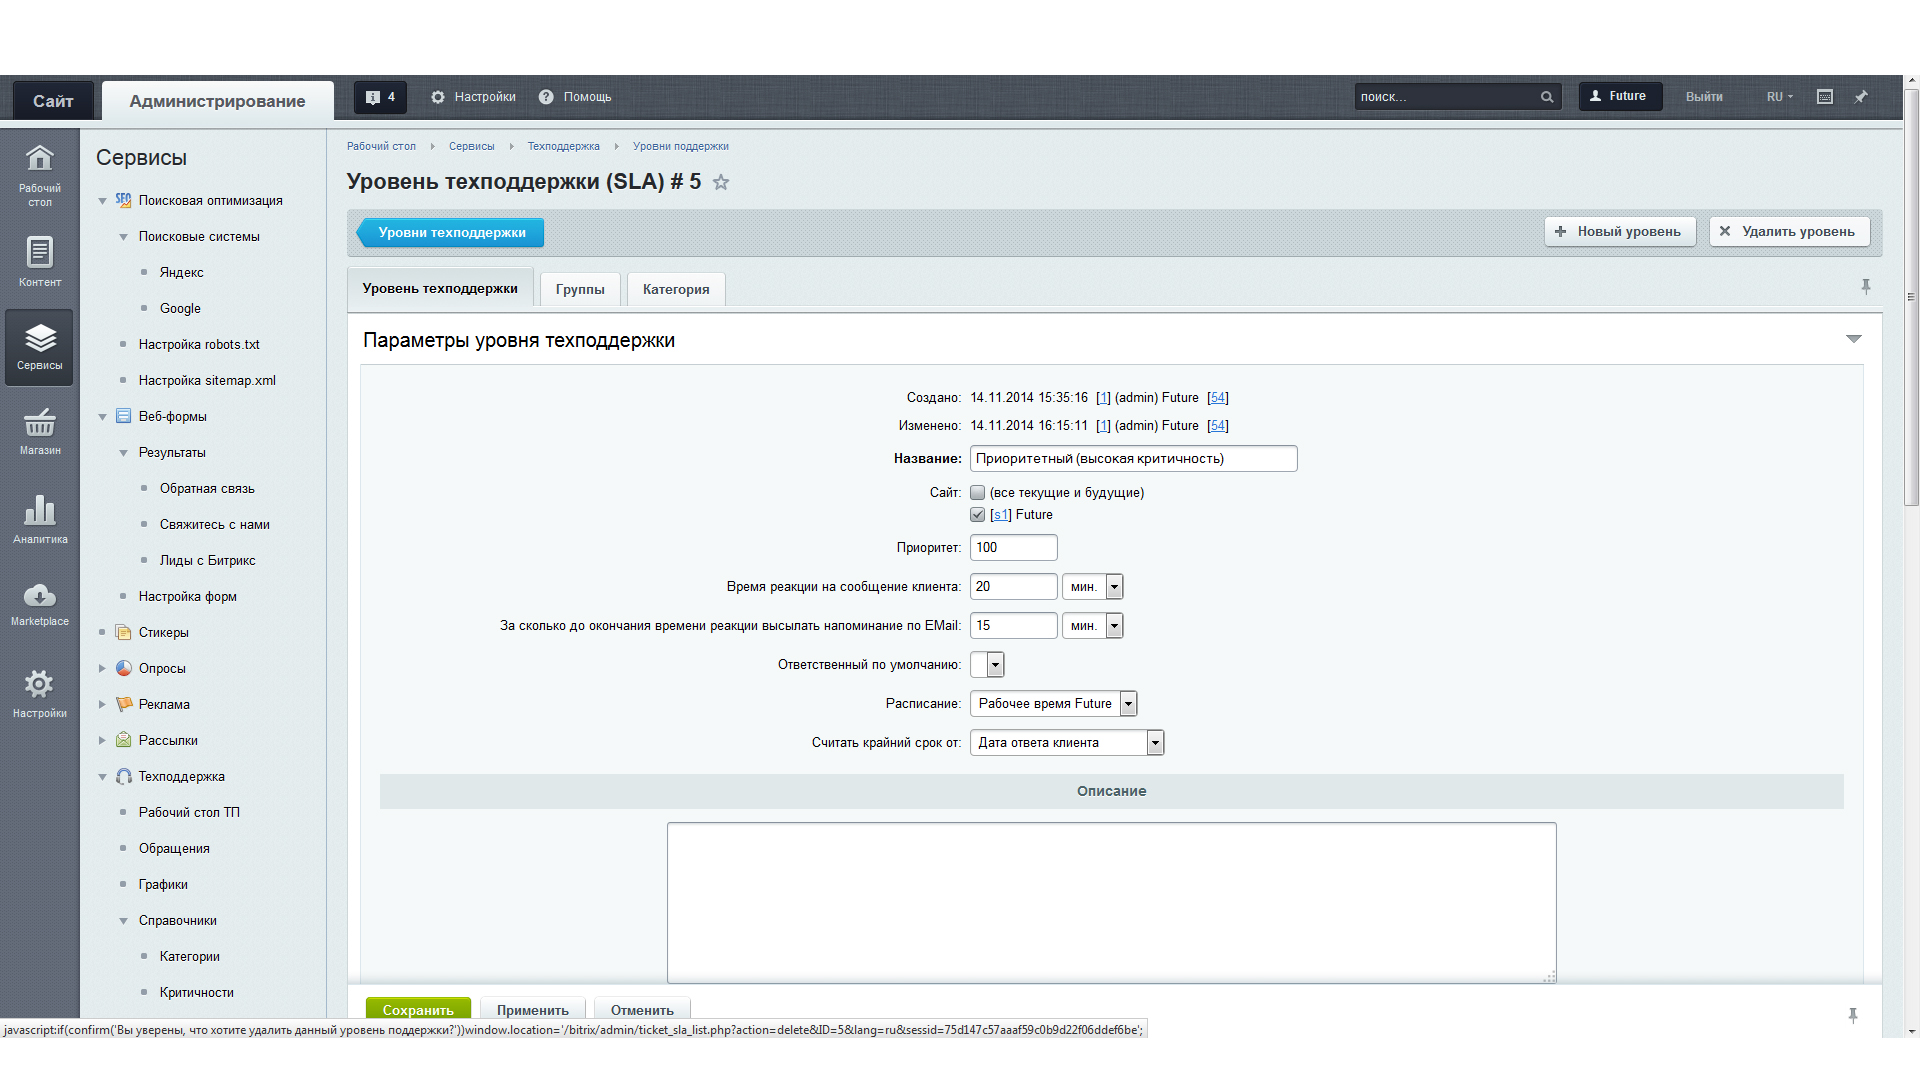 Сайт
Администрирование
4
Настройки
Помощь
поиск...
Future
Выйти
RU
Рабочий стол
Контент
Сервисы
Магазин
Аналитика
Marketplace
Настройки
Сервисы
Поисковая оптимизация
Поисковые системы
Яндекс
Google
Настройка robots.txt
Настройка sitemap.xml
Веб-формы
Результаты
Обратная связь
Свяжитесь с нами
Лиды с Битрикс
Настройка форм
Стикеры
Опросы
Реклама
Рассылки
Техподдержка
Рабочий стол ТП
Обращения
Графики
Справочники
Категории
Критичности
Рабочий стол Сервисы Техподдержка Уровни поддержки
Уровень техподдержки (SLA) # 5
Уровни техподдержки
Новый уровень
Удалить уровень
Уровень техподдержки
Группы
Категория
Параметры уровня техподдержки
Создано: 14.11.2014 15:35:16 [1] (admin) Future [54]
Изменено: 14.11.2014 16:15:11 [1] (admin) Future [54]
Название: Приоритетный (высокая критичность)
Сайт: (все текущие и будущие)
[s1] Future
Приоритет: 100
Время реакции на сообщение клиента: 20 мин.
За сколько до окончания времени реакции высылать напоминание по EMail: 15 мин.
Ответственный по умолчанию:
Расписание: Рабочее время Future
Считать крайний срок от: Дата ответа клиента
Описание
Сохранить
Применить
Отменить
javascript:if(confirm('Вы уверены, что хотите удалить данный уровень поддержки?'))window.location='/bitrix/admin/ticket_sla_list.php?action=delete&ID=5&lang=ru&sessid=75d147c57aaaf59c0b9d22f06ddef6be';